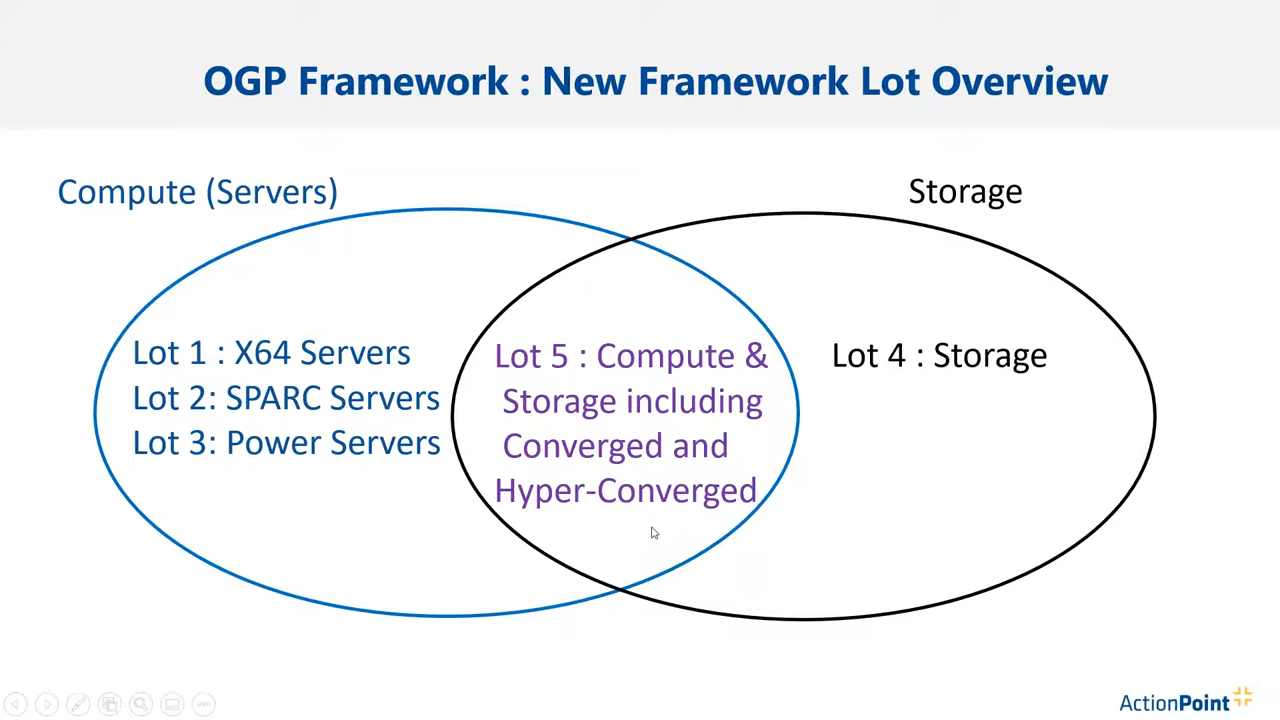 OGP Framework : New Framework Lot Overview
Compute (Servers)
Storage
Lot 1 : X64 Servers
Lot 2: SPARC Servers
Lot 3: Power Servers
Lot 5 : Compute &
Storage including
Converged and
Hyper-Converged
Lot 4 : Storage
ActionPoint